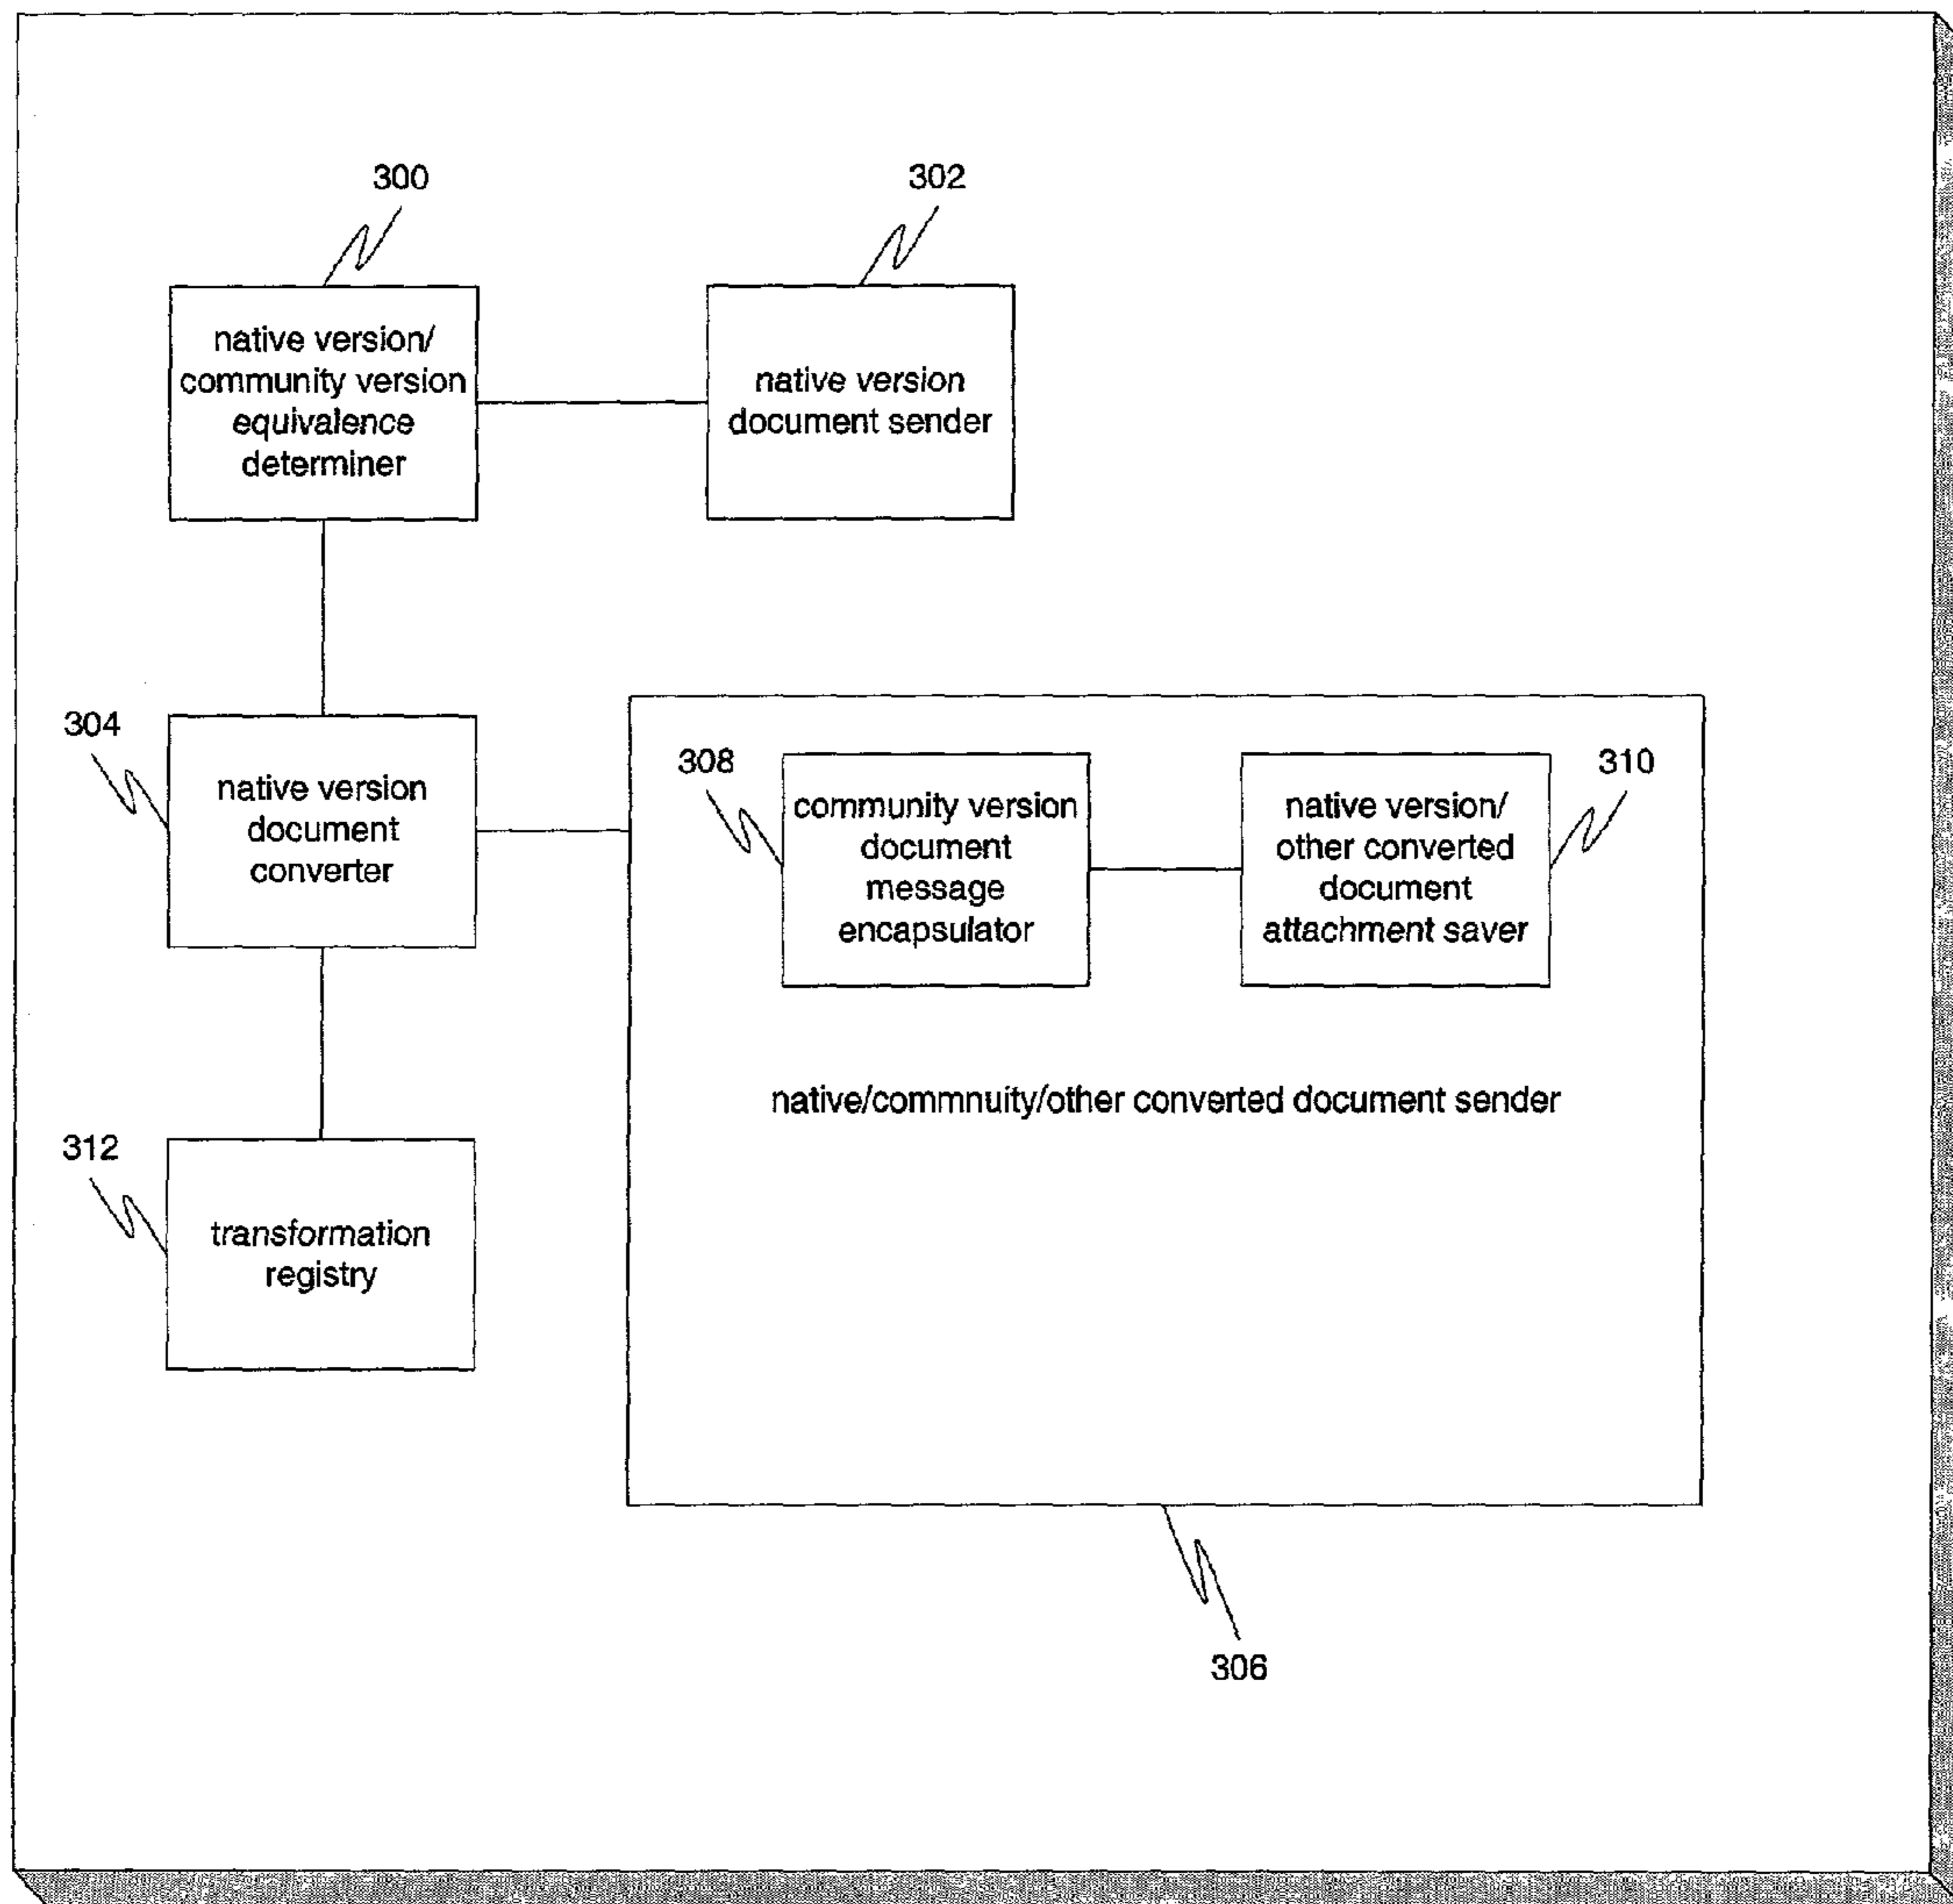 300
302
native version/
community version
equivalence
determiner
native version
document sender
304
native version
document
converter
308
community version
document
message
encapsulator
310
native version/
other converted
document
attachment saver
native/commnuity/other converted document sender
312
transformation
registry
306